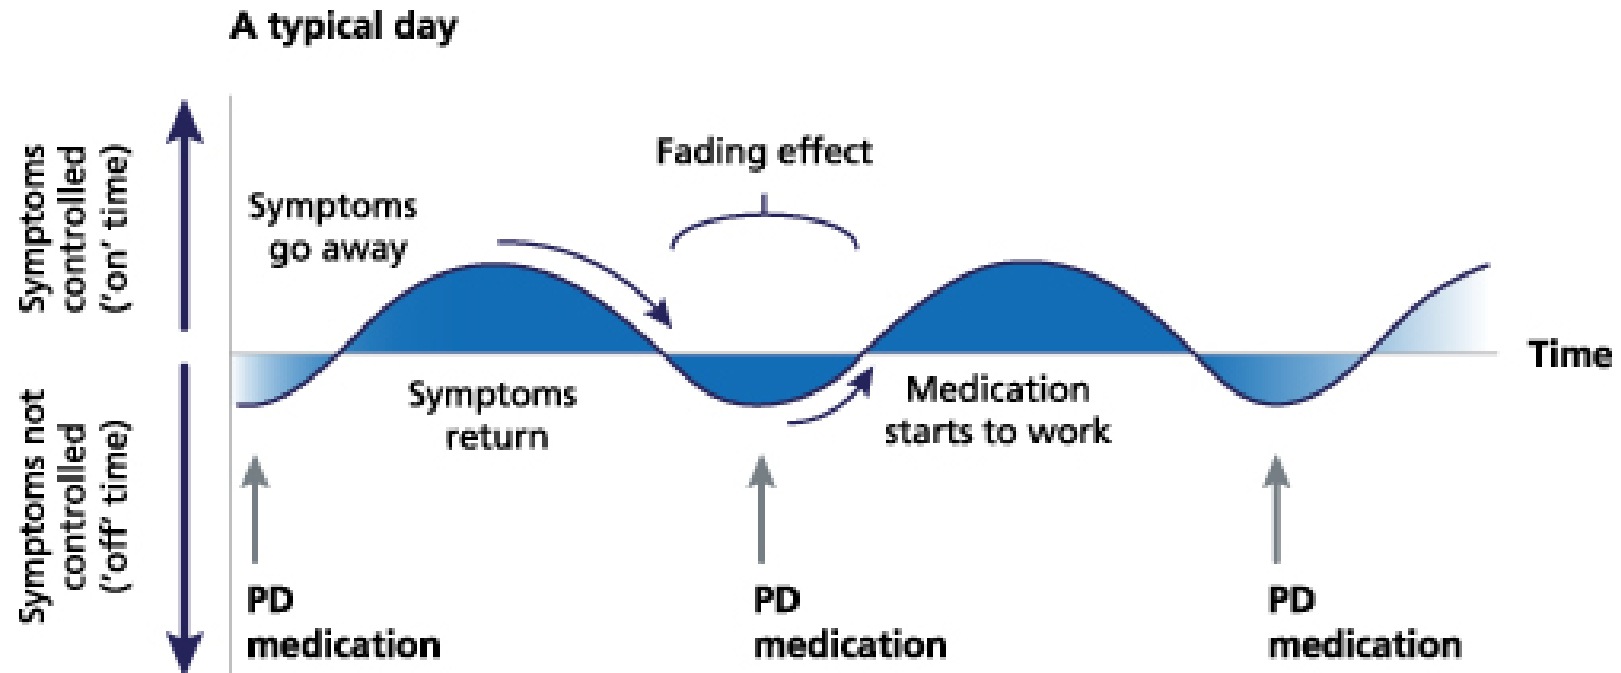 A typical day
Symptoms
controlled
(‘on’ time)
Symptoms not
controlled
(‘off’ time)
Symptoms
go away
Fading effect
Symptoms
return
Medication
starts to work
Time
PD
medication
PD
medication
PD
medication